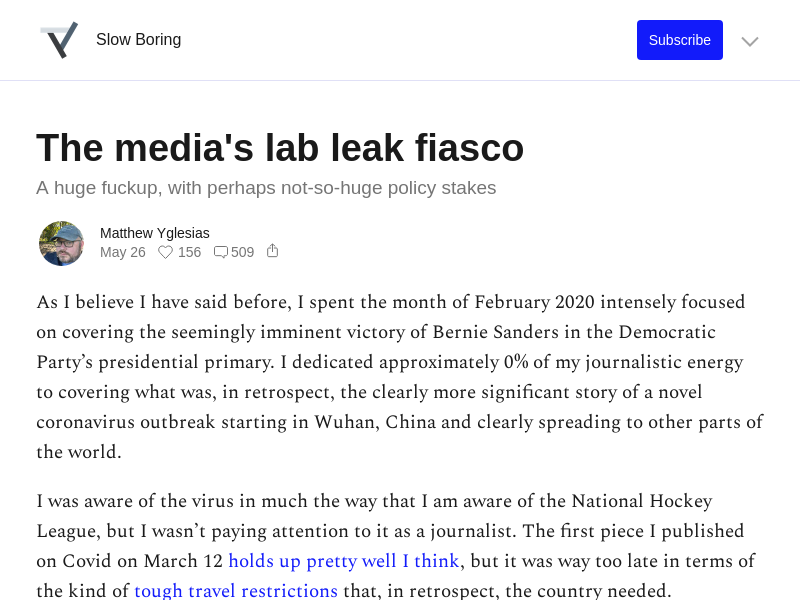 Slow Boring
Subscribe
The media's lab leak fiasco
A huge fuckup, with perhaps not-so-huge policy stakes
Matthew Yglesias
May 26 156 509
As I believe I have said before, I spent the month of February 2020 intensely focused
on covering the seemingly imminent victory of Bernie Sanders in the Democratic
Party’s presidential primary. I dedicated approximately 0% of my journalistic energy
to covering what was, in retrospect, the clearly more significant story of a novel
coronavirus outbreak starting in Wuhan, China and clearly spreading to other parts of
the world.
I was aware of the virus in much the way that I am aware of the National Hockey
League, but I wasn’t paying attention to it as a journalist. The first piece I published
on Covid on March 12 holds up pretty well I think, but it was way too late in terms of
the kind of tough travel restrictions that, in retrospect, the country needed.